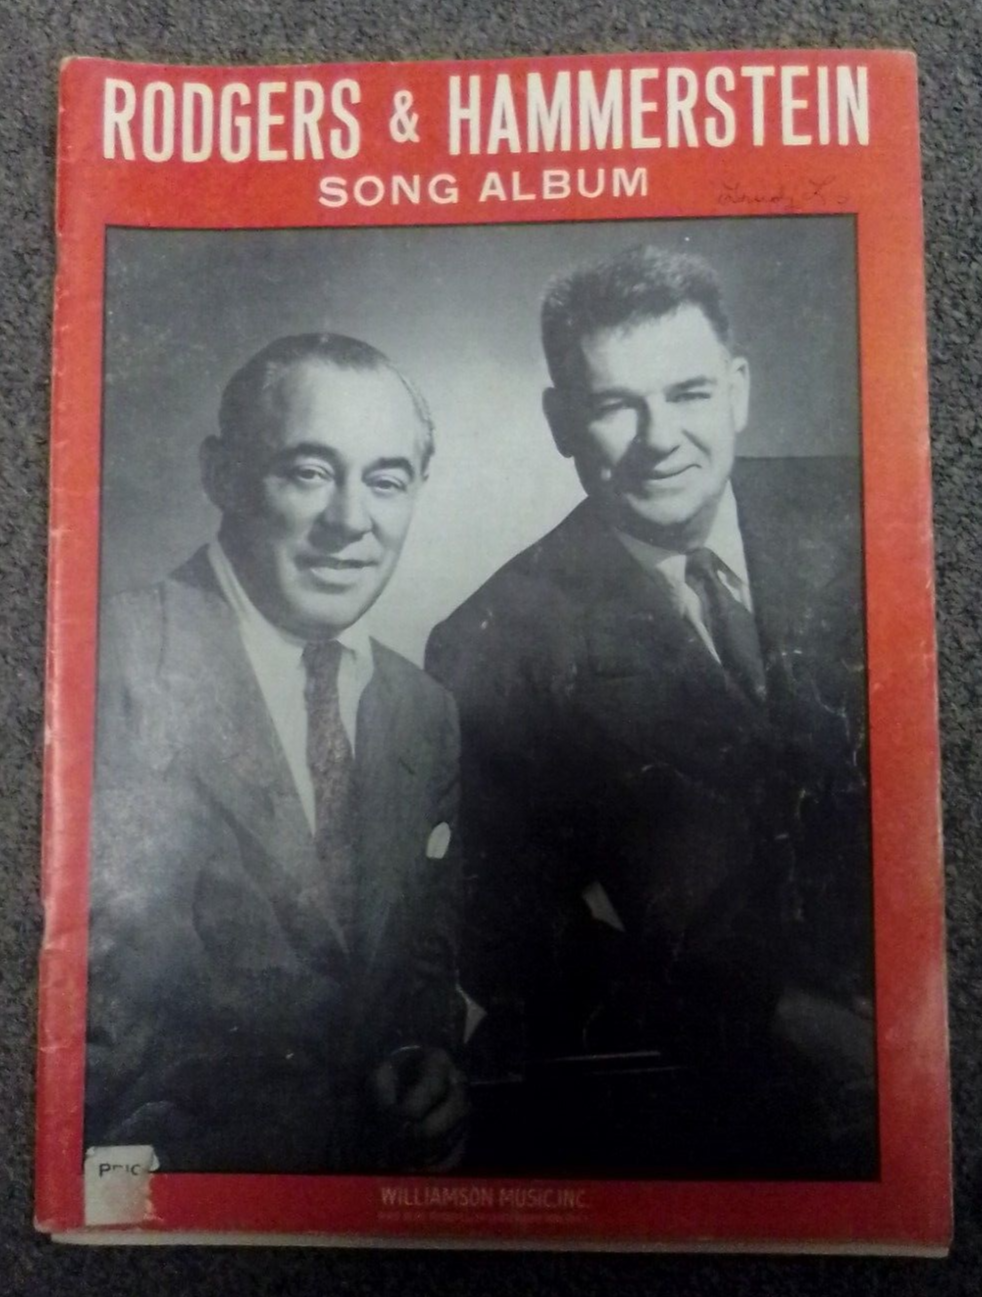 RODGERS & HAMMERSTEIN
SONG ALBUM
WILLIAMSON MUSIC, INC.